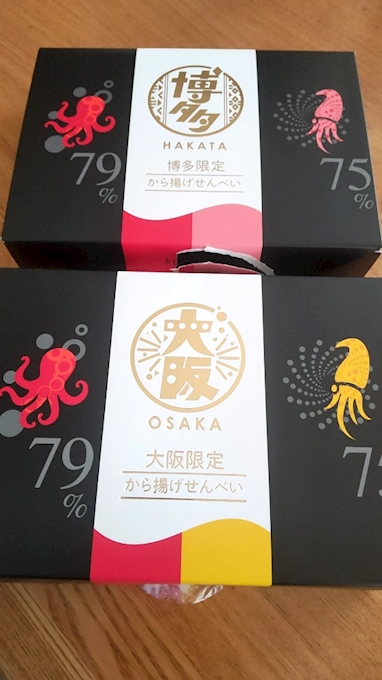 博多
HAKATA
博多限定
から揚げせんべい
79%
75%
大阪
OSAKA
大阪限定
から揚げせんべい
79%